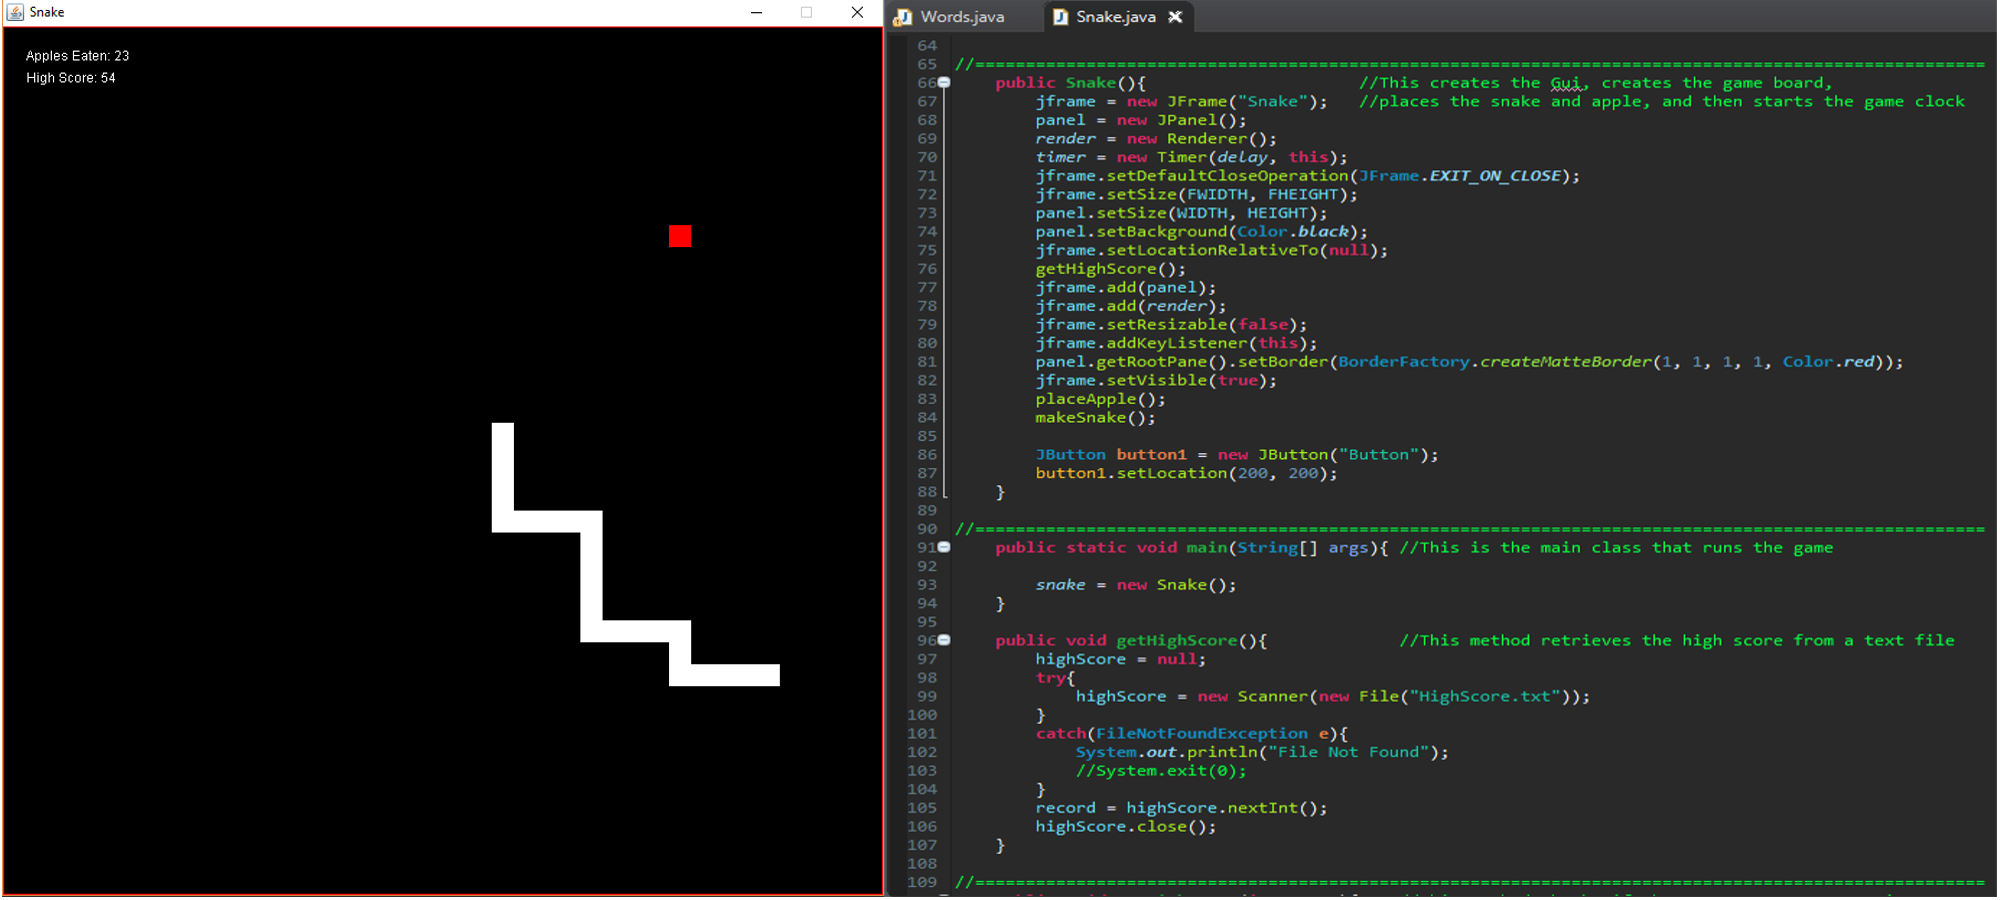 Snake
Apples Eaten: 23
High Score: 54
Words.java
Snake.java
64
65 //=====================================================================================================
66 public Snake(){ //This creates the Gui, creates the game board,
67 jframe = new JFrame("Snake"); //places the snake and apple, and then starts the game clock
68 panel = new JPanel();
69 render = new Renderer();
70 timer = new Timer(delay, this);
71 jframe.setDefaultCloseOperation(JFrame.EXIT_ON_CLOSE);
72 jframe.setSize(FWIDTH, FHEIGHT);
73 panel.setSize(WIDTH, HEIGHT);
74 panel.setBackground(Color.black);
75 jframe.setLocationRelativeTo(null);
76 getHighScore();
77 jframe.add(panel);
78 jframe.add(render);
79 jframe.setResizable(false);
80 jframe.addKeyListener(this);
81 panel.getRootPane().setBorder(BorderFactory.createMatteBorder(1, 1, 1, 1, Color.red));
82 jframe.setVisible(true);
83 placeApple();
84 makeSnake();
85
86 JButton button1 = new JButton("Button");
87 button1.setLocation(200, 200);
88 }
89
90 //=====================================================================================================
91 public static void main(String[] args){ //This is the main class that runs the game
92
93 snake = new Snake();
94 }
95
96 public void getHighScore(){ //This method retrieves the high score from a text file
97 highScore = null;
98 try{
99 highScore = new Scanner(new File("HighScore.txt"));
100 }
101 catch(FileNotFoundException e){
102 System.out.println("File Not Found");
103 //System.exit(0);
104 }
105 record = highScore.nextInt();
106 highScore.close();
107 }
108
109 //=====================================================================================================